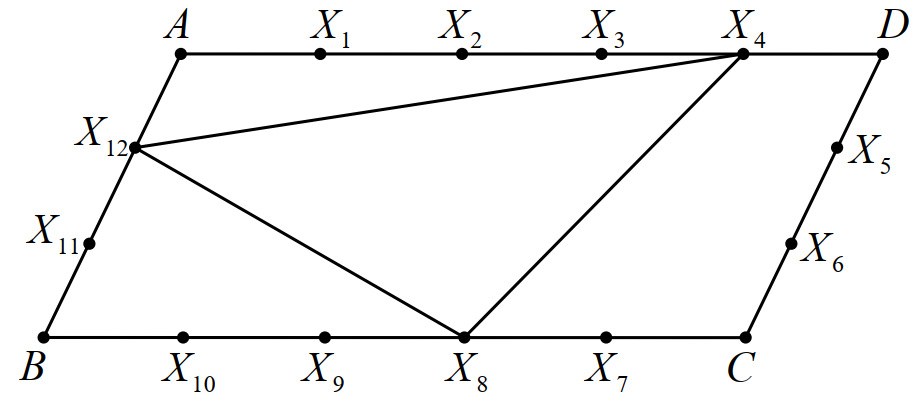 A X₁ X₂ X₃ X₄ D
X₁₂ X₅
X₁₁ X₆
B X₁₀ X₉ X₈ X₇ C